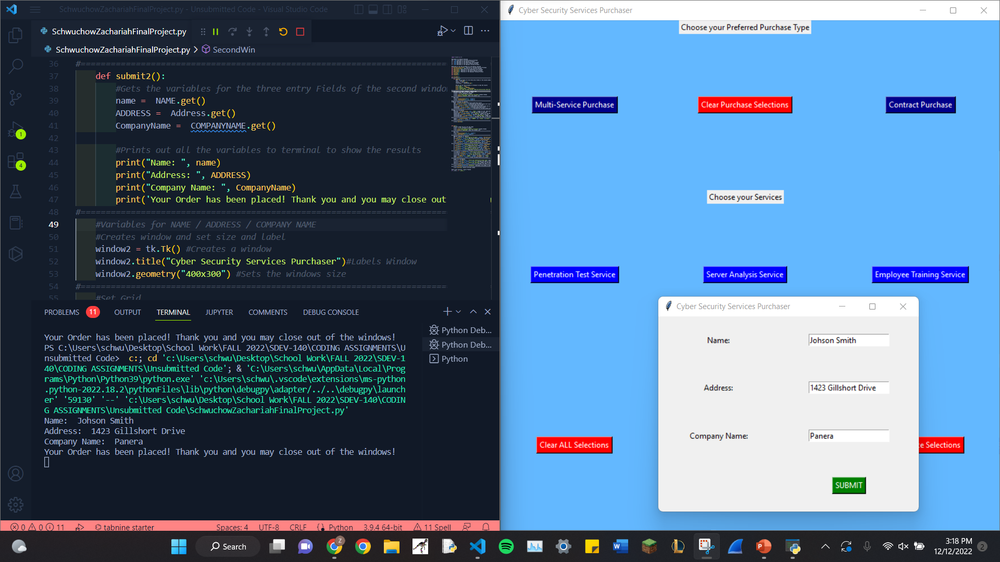 SchwuchowZachariahFinalProject.py - Unsubmitted Code - Visual Studio Code
SchwuchowZachariahFinalProject.py
SchwuchowZachariahFinalProject.py > SecondWin
36 #==========================================================================
37 def submit2():
38 #Gets the variables for the three entry Fields of the second windo
39 name =  NAME.get()
40 ADDRESS =  Address.get()
41 CompanyName =  COMPANYNAME.get()
42
43 #Prints out all the variables to terminal to show the results
44 print("Name: ", name)
45 print("Address: ", ADDRESS)
46 print("Company Name: ", CompanyName)
47 print('Your Order has been placed! Thank you and you may close out
48 #==========================================================================
49 #Variables for NAME / ADDRESS / COMPANY NAME
50 #Creates window and set size and label
51 window2 = tk.Tk() #Creates a window
52 window2.title("Cyber Security Services Purchaser")#Labels Window
53 window2.geometry("400x300") #Sets the windows size
54 #==========================================================================
55 #Set Grid
1
4
PROBLEMS 11 OUTPUT TERMINAL JUPYTER COMMENTS DEBUG CONSOLE
Your Order has been placed! Thank you and you may close out of the windows!
PS C:\Users\schwu\Desktop\School Work\FALL 2022\SDEV-140\CODING ASSIGNMENTS\U
nsubmitted Code>  c:; cd 'c:\Users\schwu\Desktop\School Work\FALL 2022\SDEV-1
40\CODING ASSIGNMENTS\Unsubmitted Code'; & 'C:\Users\schwu\AppData\Local\Prog
rams\Python\Python39\python.exe' 'c:\Users\schwu\.vscode\extensions\ms-python
.python-2022.18.2\pythonFiles\lib\python\debugpy\adapter/../..\debugpy\launch
er' '59130' '--' 'c:\Users\schwu\Desktop\School Work\FALL 2022\SDEV-140\CODIN
G ASSIGNMENTS\Unsubmitted Code\SchwuchowZachariahFinalProject.py'
Name:  Johson Smith
Address:  1423 Gillshort Drive
Company Name:  Panera
Your Order has been placed! Thank you and you may close out of the windows!
Python Deb...
Python Deb...
Python
0 0 11 tabnine starter Spaces: 4 UTF-8 CRLF Python 3.9.4 64-bit 11 Spell
Cyber Security Services Purchaser
Choose your Preferred Purchase Type
Multi-Service Purchase Clear Purchase Selections Contract Purchase
Choose your Services
Penetration Test Service Server Analysis Service Employee Training Service
Clear ALL Selections
Selections
Cyber Security Services Purchaser
Name: Johson Smith
Address: 1423 Gillshort Drive
Company Name: Panera
SUBMIT
Search
Z
3:18 PM
12/12/2022
2